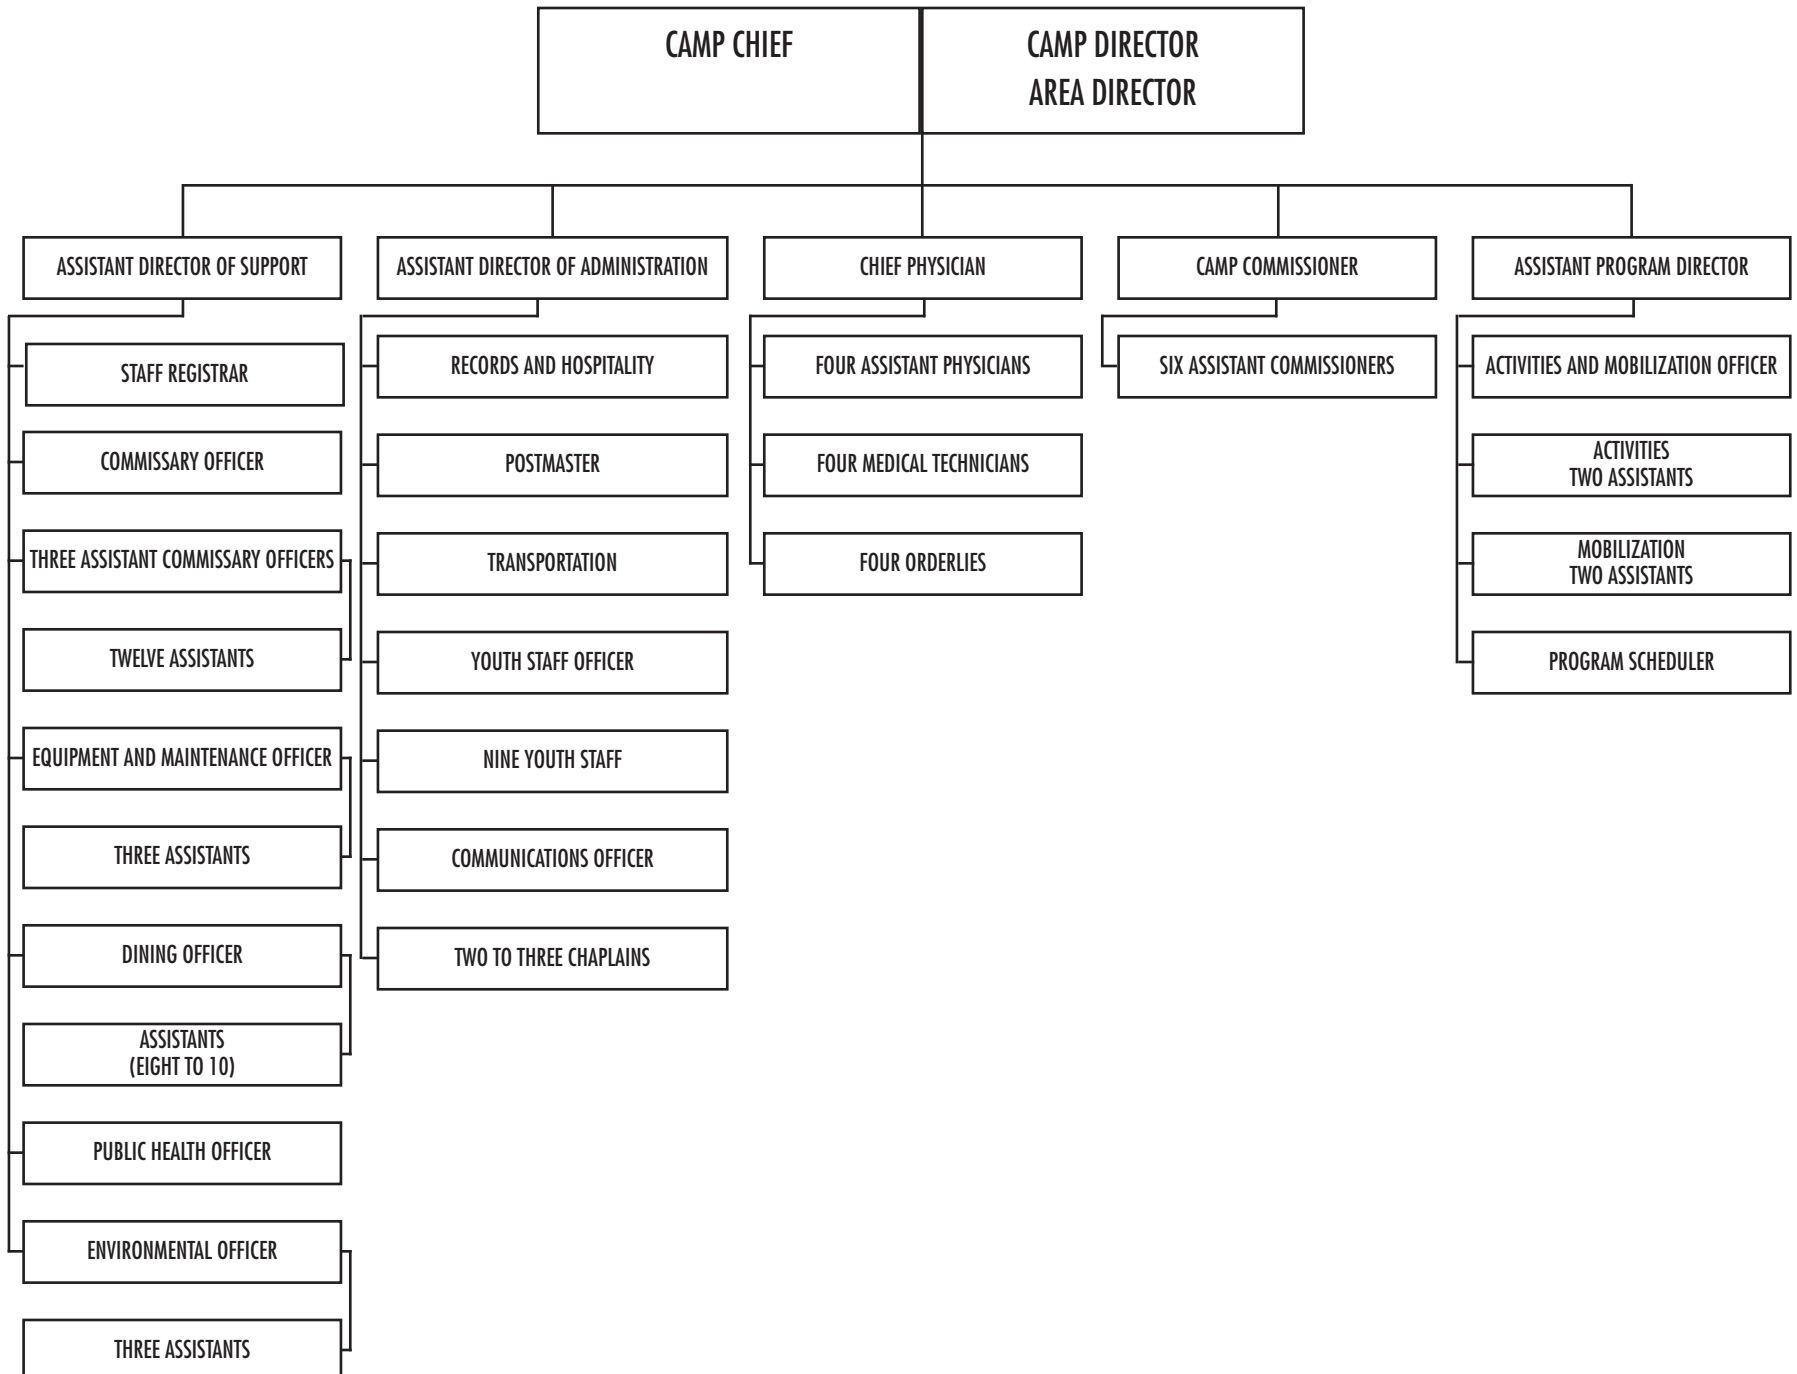 CAMP CHIEF
CAMP DIRECTOR
AREA DIRECTOR
ASSISTANT DIRECTOR OF SUPPORT
STAFF REGISTRAR
COMMISSARY OFFICER
THREE ASSISTANT COMMISSARY OFFICERS
TWELVE ASSISTANTS
EQUIPMENT AND MAINTENANCE OFFICER
THREE ASSISTANTS
DINING OFFICER
ASSISTANTS
(EIGHT TO 10)
PUBLIC HEALTH OFFICER
ENVIRONMENTAL OFFICER
THREE ASSISTANTS
ASSISTANT DIRECTOR OF ADMINISTRATION
RECORDS AND HOSPITALITY
POSTMASTER
TRANSPORTATION
YOUTH STAFF OFFICER
NINE YOUTH STAFF
COMMUNICATIONS OFFICER
TWO TO THREE CHAPLAINS
CHIEF PHYSICIAN
FOUR ASSISTANT PHYSICIANS
FOUR MEDICAL TECHNICIANS
FOUR ORDERLIES
CAMP COMMISSIONER
SIX ASSISTANT COMMISSIONERS
ASSISTANT PROGRAM DIRECTOR
ACTIVITIES AND MOBILIZATION OFFICER
ACTIVITIES
TWO ASSISTANTS
MOBILIZATION
TWO ASSISTANTS
PROGRAM SCHEDULER